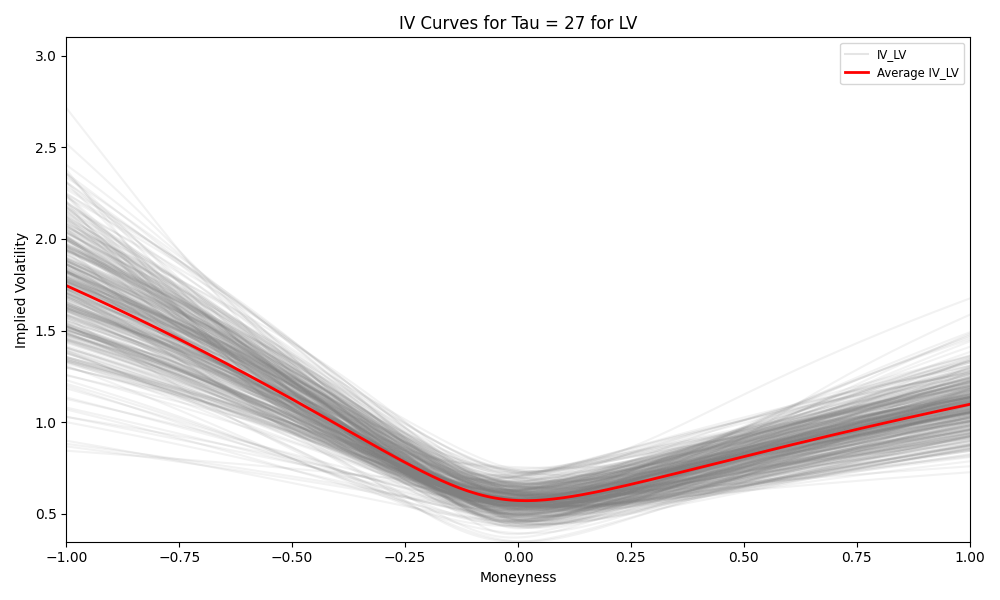 IV Curves for Tau = 27 for LV
IV_LV
Average IV_LV
Implied Volatility
3.0
2.5
2.0
1.5
1.0
0.5
−1.00 −0.75 −0.50 −0.25 0.00 0.25 0.50 0.75 1.00
Moneyness